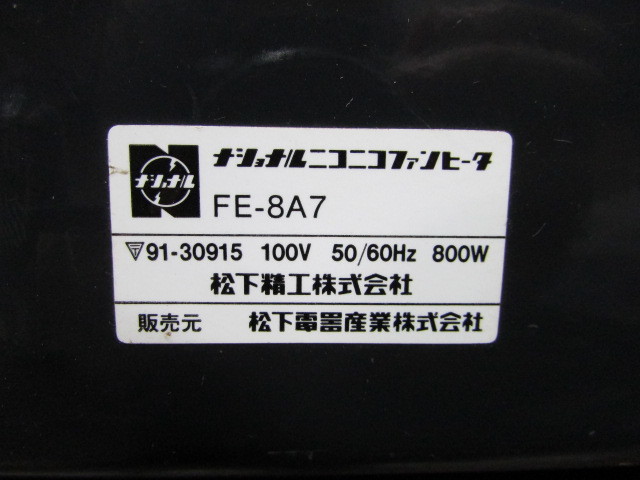 ナショナルニコニコファンヒータ
ナショナル
FE-8A7
91-30915 100V 50/60Hz 800W
松下精工株式会社
販売元 松下電器産業株式会社